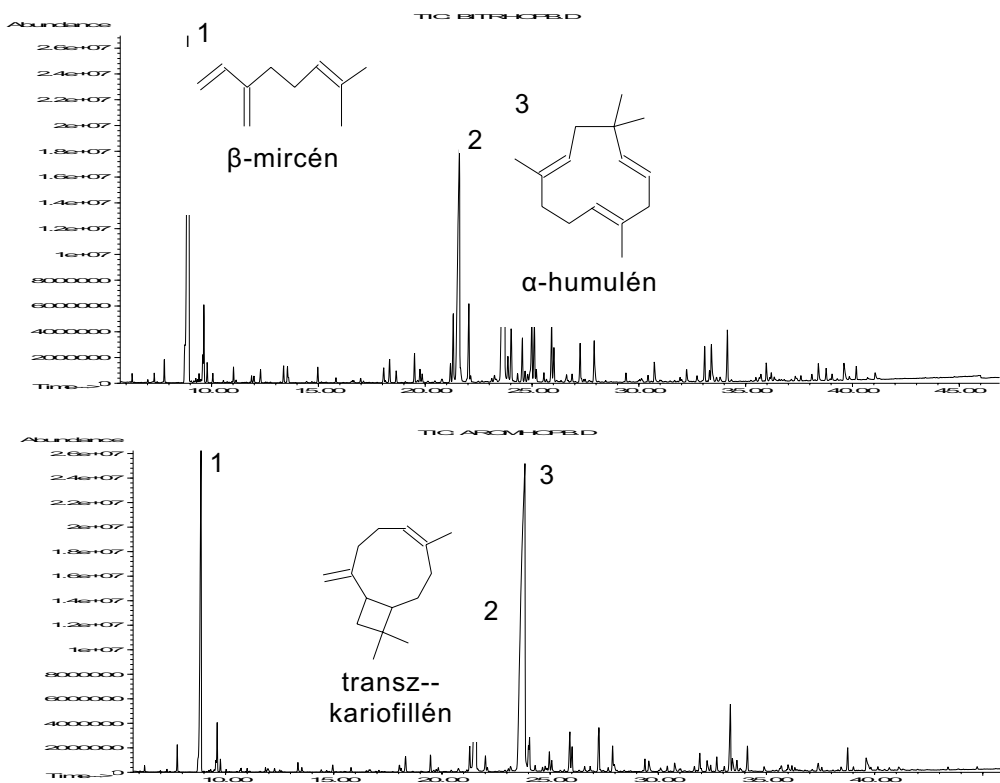 TIC: BITRHOPB.D
Abundance
1
2.6e+07
2.4e+07
2.2e+07
2e+07
1.8e+07
1.6e+07
1.4e+07
1.2e+07
1e+07
8000000
6000000
4000000
2000000
0
β-mircén
2
3
α-humulén
Time-->
10.00
15.00
20.00
25.00
30.00
35.00
40.00
45.00
TIC: AROMHOPB.D
Abundance
2.6e+07
2.4e+07
2.2e+07
2e+07
1.8e+07
1.6e+07
1.4e+07
1.2e+07
1e+07
8000000
6000000
4000000
2000000
0
1
3
2
transz--
kariofillén
Time-->
10.00
15.00
20.00
25.00
30.00
35.00
40.00